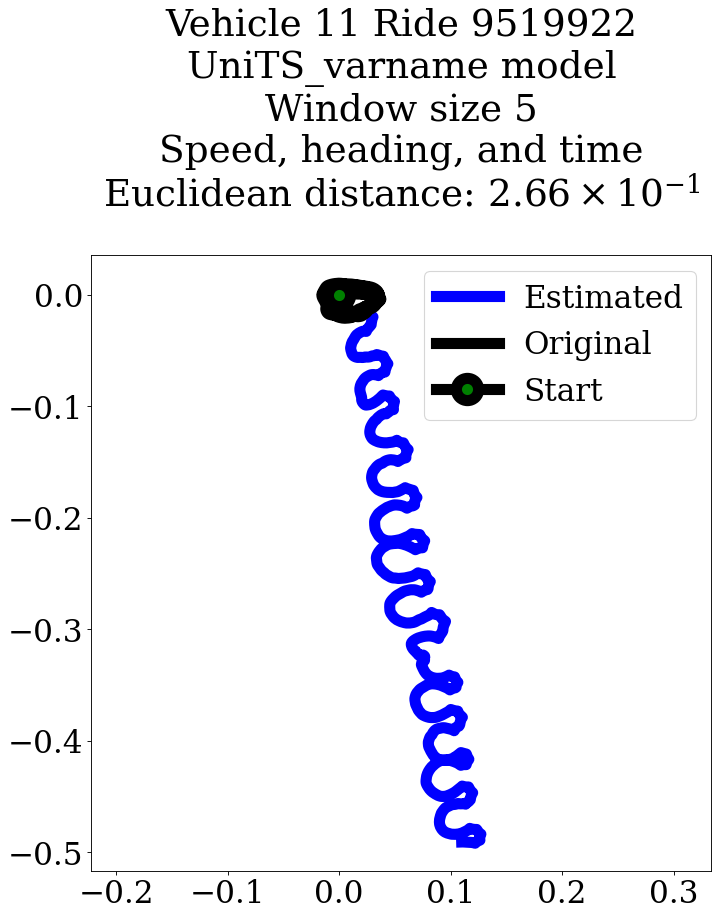 Vehicle 11 Ride 9519922
UniTS_varname model
Window size 5
Speed, heading, and time
Euclidean distance: 2.66 × 10⁻¹
Estimated
Original
Start
0.0
−0.1
−0.2
−0.3
−0.4
−0.5
−0.2 −0.1 0.0 0.1 0.2 0.3